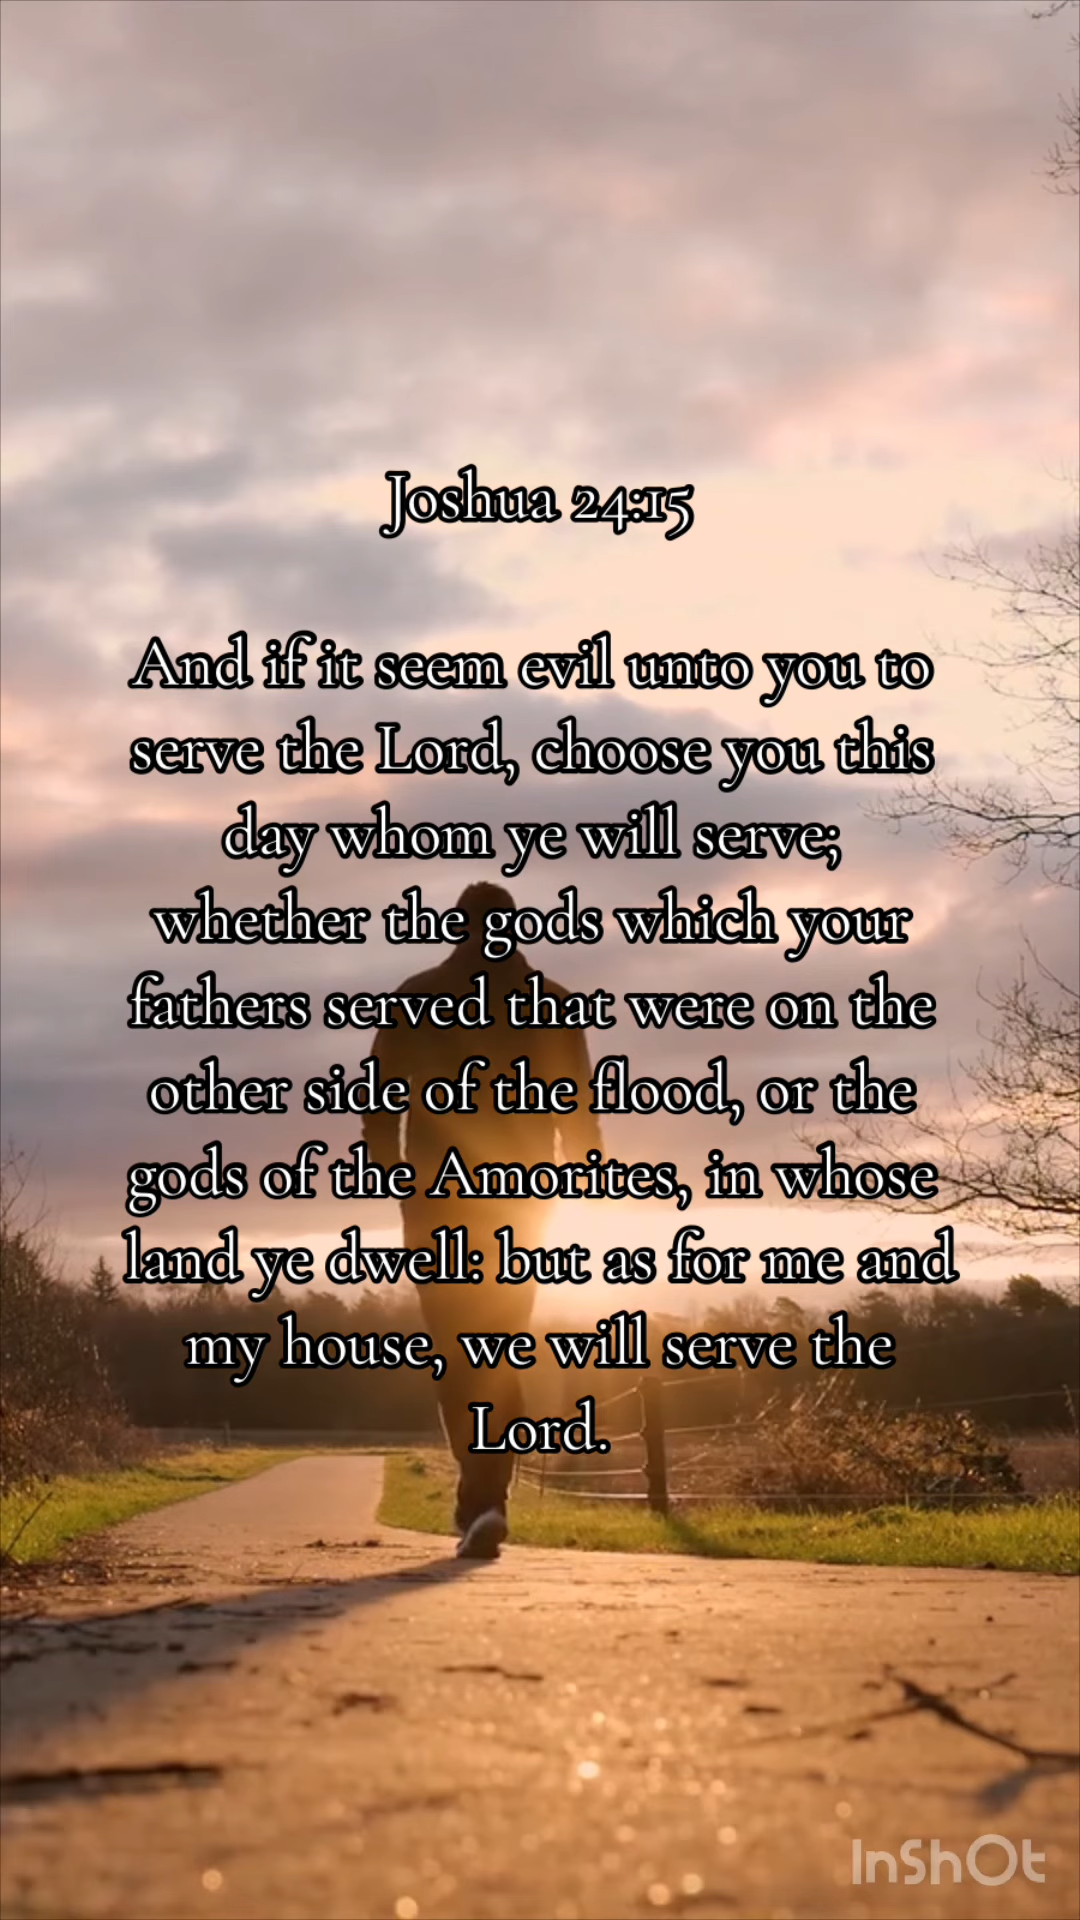 Joshua 24:15
And if it seem evil unto you to
serve the Lord, choose you this
day whom ye will serve;
whether the gods which your
fathers served that were on the
other side of the flood, or the
gods of the Amorites, in whose
land ye dwell: but as for me and
my house, we will serve the
Lord.
InShOt